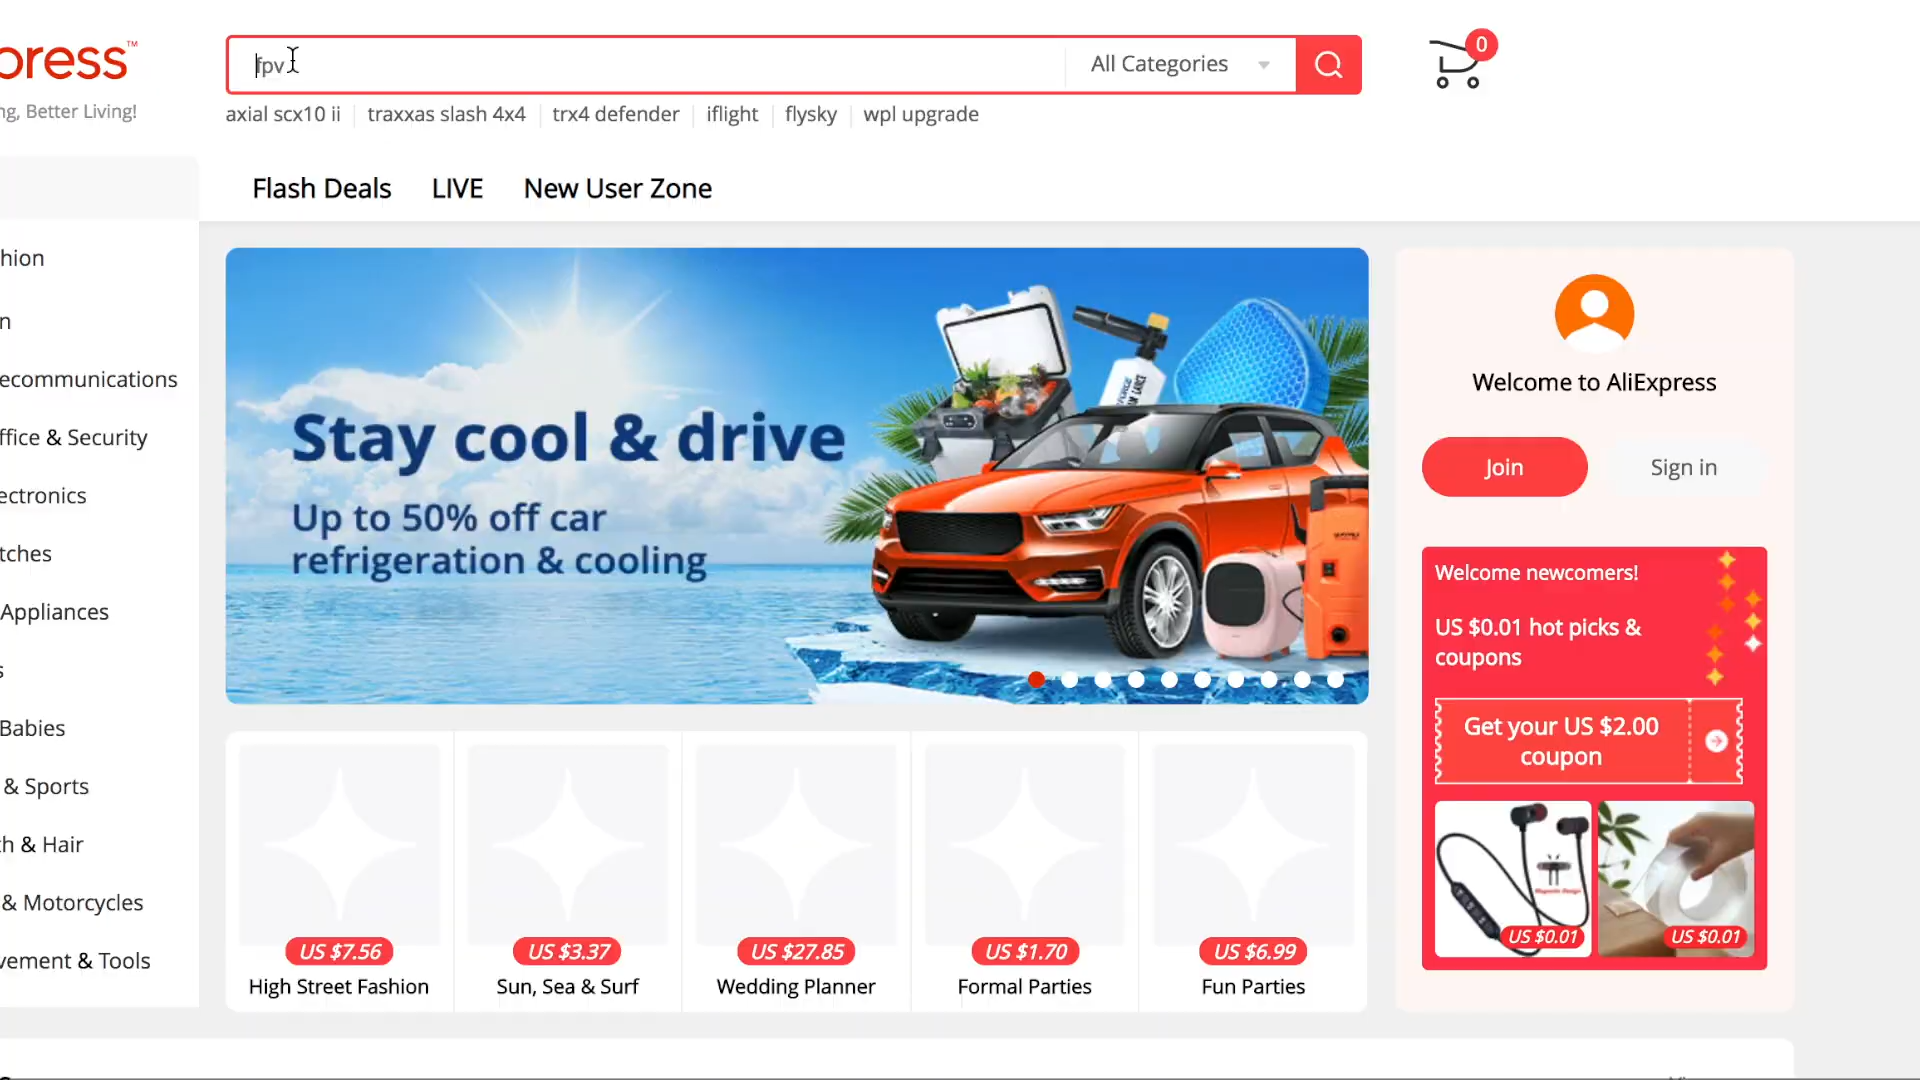 press™
fpv
All Categories
0
ng, Better Living!
axial scx10 ii
traxxas slash 4x4
trx4 defender
iflight
flysky
wpl upgrade
Flash Deals
LIVE
New User Zone
hion
n
ecommunications
ffice & Security
ectronics
tches
Appliances
s
Babies
& Sports
th & Hair
& Motorcycles
vement & Tools
Stay cool & drive
Up to 50% off car
refrigeration & cooling
Welcome to AliExpress
Join
Sign in
Welcome newcomers!
US $0.01 hot picks &
coupons
Get your US $2.00
coupon
US $0.01
US $0.01
US $7.56
US $3.37
US $27.85
US $1.70
US $6.99
High Street Fashion
Sun, Sea & Surf
Wedding Planner
Formal Parties
Fun Parties